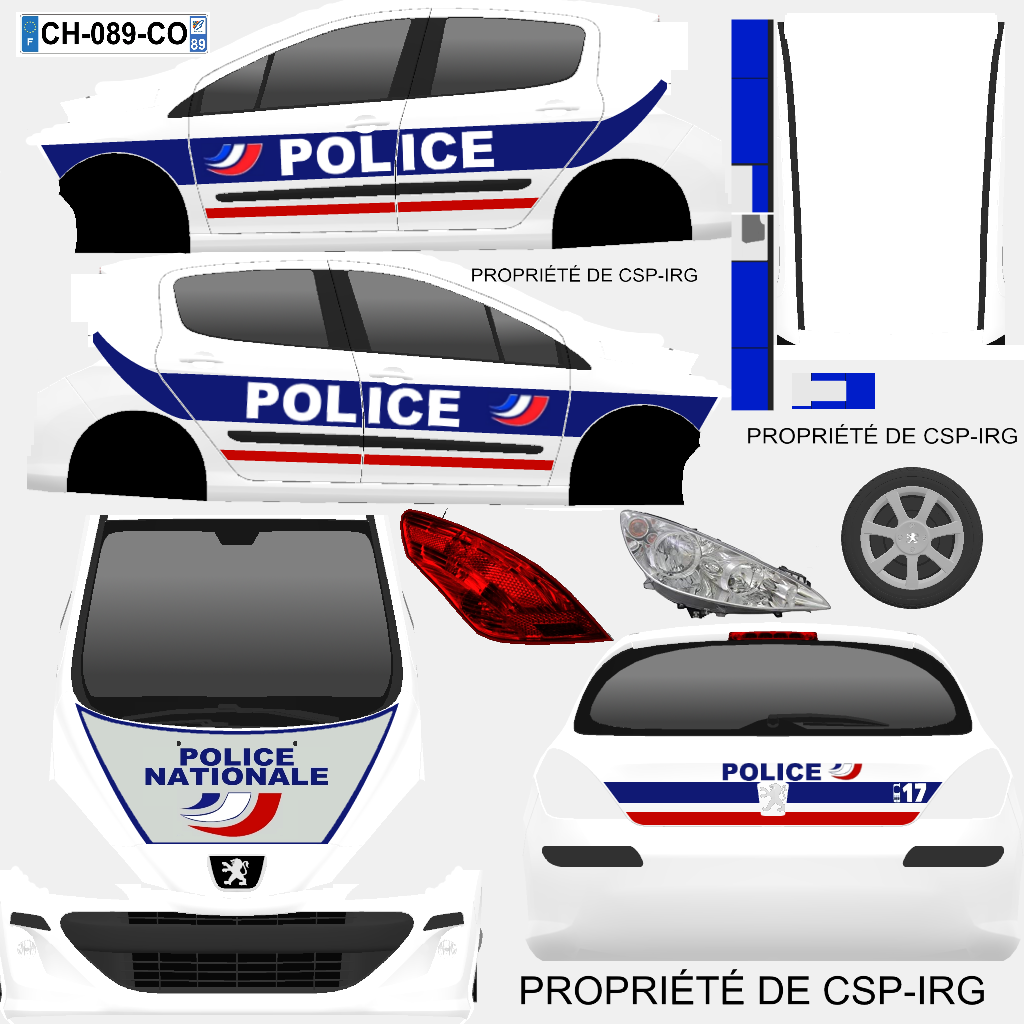 F CH-089-CO 89
POLICE
PROPRIÉTÉ DE CSP-IRG
POLICE
PROPRIÉTÉ DE CSP-IRG
POLICE
NATIONALE
POLICE
17
PROPRIÉTÉ DE CSP-IRG